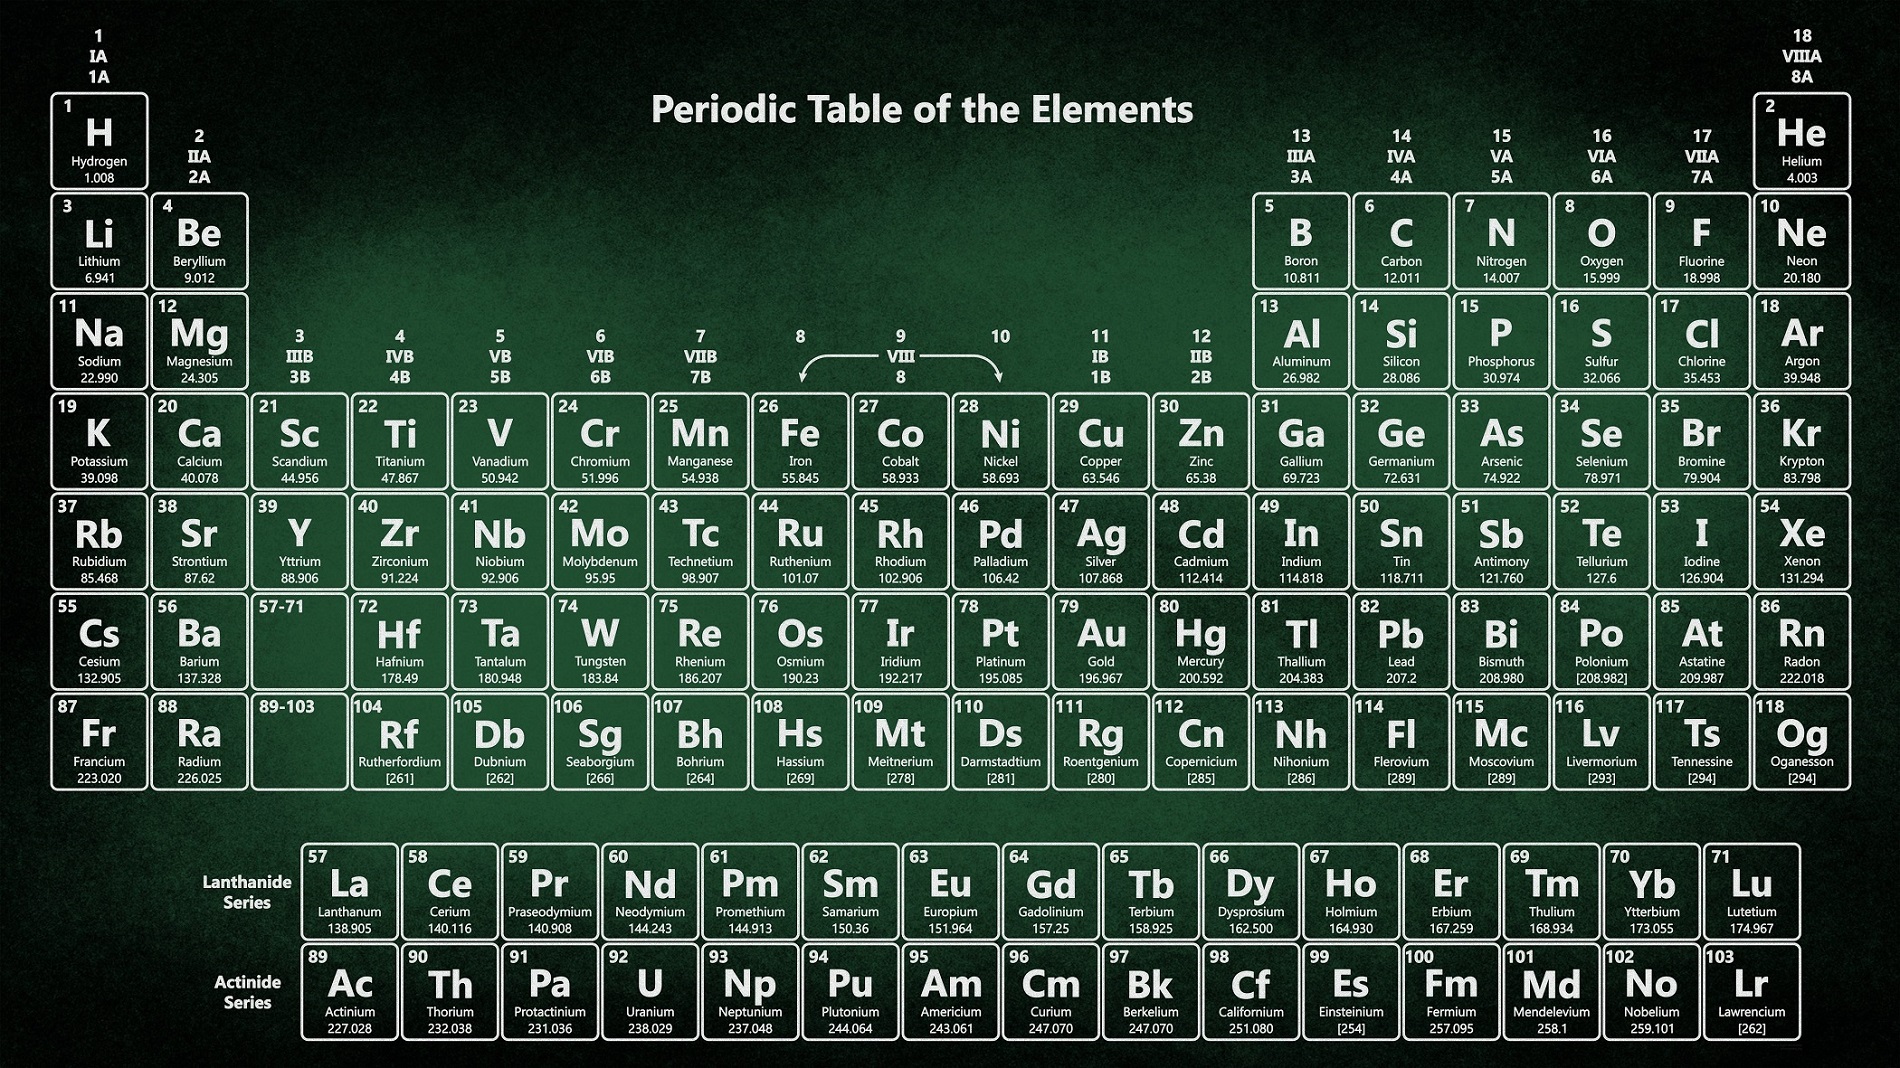 1
IA
1A
18
VIIIA
8A
Periodic Table of the Elements
1
H
Hydrogen
1.008
2
IIA
2A
13
IIIA
3A
14
IVA
4A
15
VA
5A
16
VIA
6A
17
VIIA
7A
2
He
Helium
4.003
3
Li
Lithium
6.941
4
Be
Beryllium
9.012
5
B
Boron
10.811
6
C
Carbon
12.011
7
N
Nitrogen
14.007
8
O
Oxygen
15.999
9
F
Fluorine
18.998
10
Ne
Neon
20.180
11
Na
Sodium
22.990
12
Mg
Magnesium
24.305
3
IIIB
3B
4
IVB
4B
5
VB
5B
6
VIB
6B
7
VIIB
7B
8
9
10
VIII
8
11
IB
1B
12
IIB
2B
13
Al
Aluminum
26.982
14
Si
Silicon
28.086
15
P
Phosphorus
30.974
16
S
Sulfur
32.066
17
Cl
Chlorine
35.453
18
Ar
Argon
39.948
19
K
Potassium
39.098
20
Ca
Calcium
40.078
21
Sc
Scandium
44.956
22
Ti
Titanium
47.867
23
V
Vanadium
50.942
24
Cr
Chromium
51.996
25
Mn
Manganese
54.938
26
Fe
Iron
55.845
27
Co
Cobalt
58.933
28
Ni
Nickel
58.693
29
Cu
Copper
63.546
30
Zn
Zinc
65.38
31
Ga
Gallium
69.723
32
Ge
Germanium
72.631
33
As
Arsenic
74.922
34
Se
Selenium
78.971
35
Br
Bromine
79.904
36
Kr
Krypton
83.798
37
Rb
Rubidium
85.468
38
Sr
Strontium
87.62
39
Y
Yttrium
88.906
40
Zr
Zirconium
91.224
41
Nb
Niobium
92.906
42
Mo
Molybdenum
95.95
43
Tc
Technetium
98.907
44
Ru
Ruthenium
101.07
45
Rh
Rhodium
102.906
46
Pd
Palladium
106.42
47
Ag
Silver
107.868
48
Cd
Cadmium
112.414
49
In
Indium
114.818
50
Sn
Tin
118.711
51
Sb
Antimony
121.760
52
Te
Tellurium
127.6
53
I
Iodine
126.904
54
Xe
Xenon
131.294
55
Cs
Cesium
132.905
56
Ba
Barium
137.328
57-71
72
Hf
Hafnium
178.49
73
Ta
Tantalum
180.948
74
W
Tungsten
183.84
75
Re
Rhenium
186.207
76
Os
Osmium
190.23
77
Ir
Iridium
192.217
78
Pt
Platinum
195.085
79
Au
Gold
196.967
80
Hg
Mercury
200.592
81
Tl
Thallium
204.383
82
Pb
Lead
207.2
83
Bi
Bismuth
208.980
84
Po
Polonium
[208.982]
85
At
Astatine
209.987
86
Rn
Radon
222.018
87
Fr
Francium
223.020
88
Ra
Radium
226.025
89-103
104
Rf
Rutherfordium
[261]
105
Db
Dubnium
[262]
106
Sg
Seaborgium
[266]
107
Bh
Bohrium
[264]
108
Hs
Hassium
[269]
109
Mt
Meitnerium
[278]
110
Ds
Darmstadtium
[281]
111
Rg
Roentgenium
[280]
112
Cn
Copernicium
[285]
113
Nh
Nihonium
[286]
114
Fl
Flerovium
[289]
115
Mc
Moscovium
[289]
116
Lv
Livermorium
[293]
117
Ts
Tennessine
[294]
118
Og
Oganesson
[294]
Lanthanide
Series
57
La
Lanthanum
138.905
58
Ce
Cerium
140.116
59
Pr
Praseodymium
140.908
60
Nd
Neodymium
144.243
61
Pm
Promethium
144.913
62
Sm
Samarium
150.36
63
Eu
Europium
151.964
64
Gd
Gadolinium
157.25
65
Tb
Terbium
158.925
66
Dy
Dysprosium
162.500
67
Ho
Holmium
164.930
68
Er
Erbium
167.259
69
Tm
Thulium
168.934
70
Yb
Ytterbium
173.055
71
Lu
Lutetium
174.967
Actinide
Series
89
Ac
Actinium
227.028
90
Th
Thorium
232.038
91
Pa
Protactinium
231.036
92
U
Uranium
238.029
93
Np
Neptunium
237.048
94
Pu
Plutonium
244.064
95
Am
Americium
243.061
96
Cm
Curium
247.070
97
Bk
Berkelium
247.070
98
Cf
Californium
251.080
99
Es
Einsteinium
[254]
100
Fm
Fermium
257.095
101
Md
Mendelevium
258.1
102
No
Nobelium
259.101
103
Lr
Lawrencium
[262]